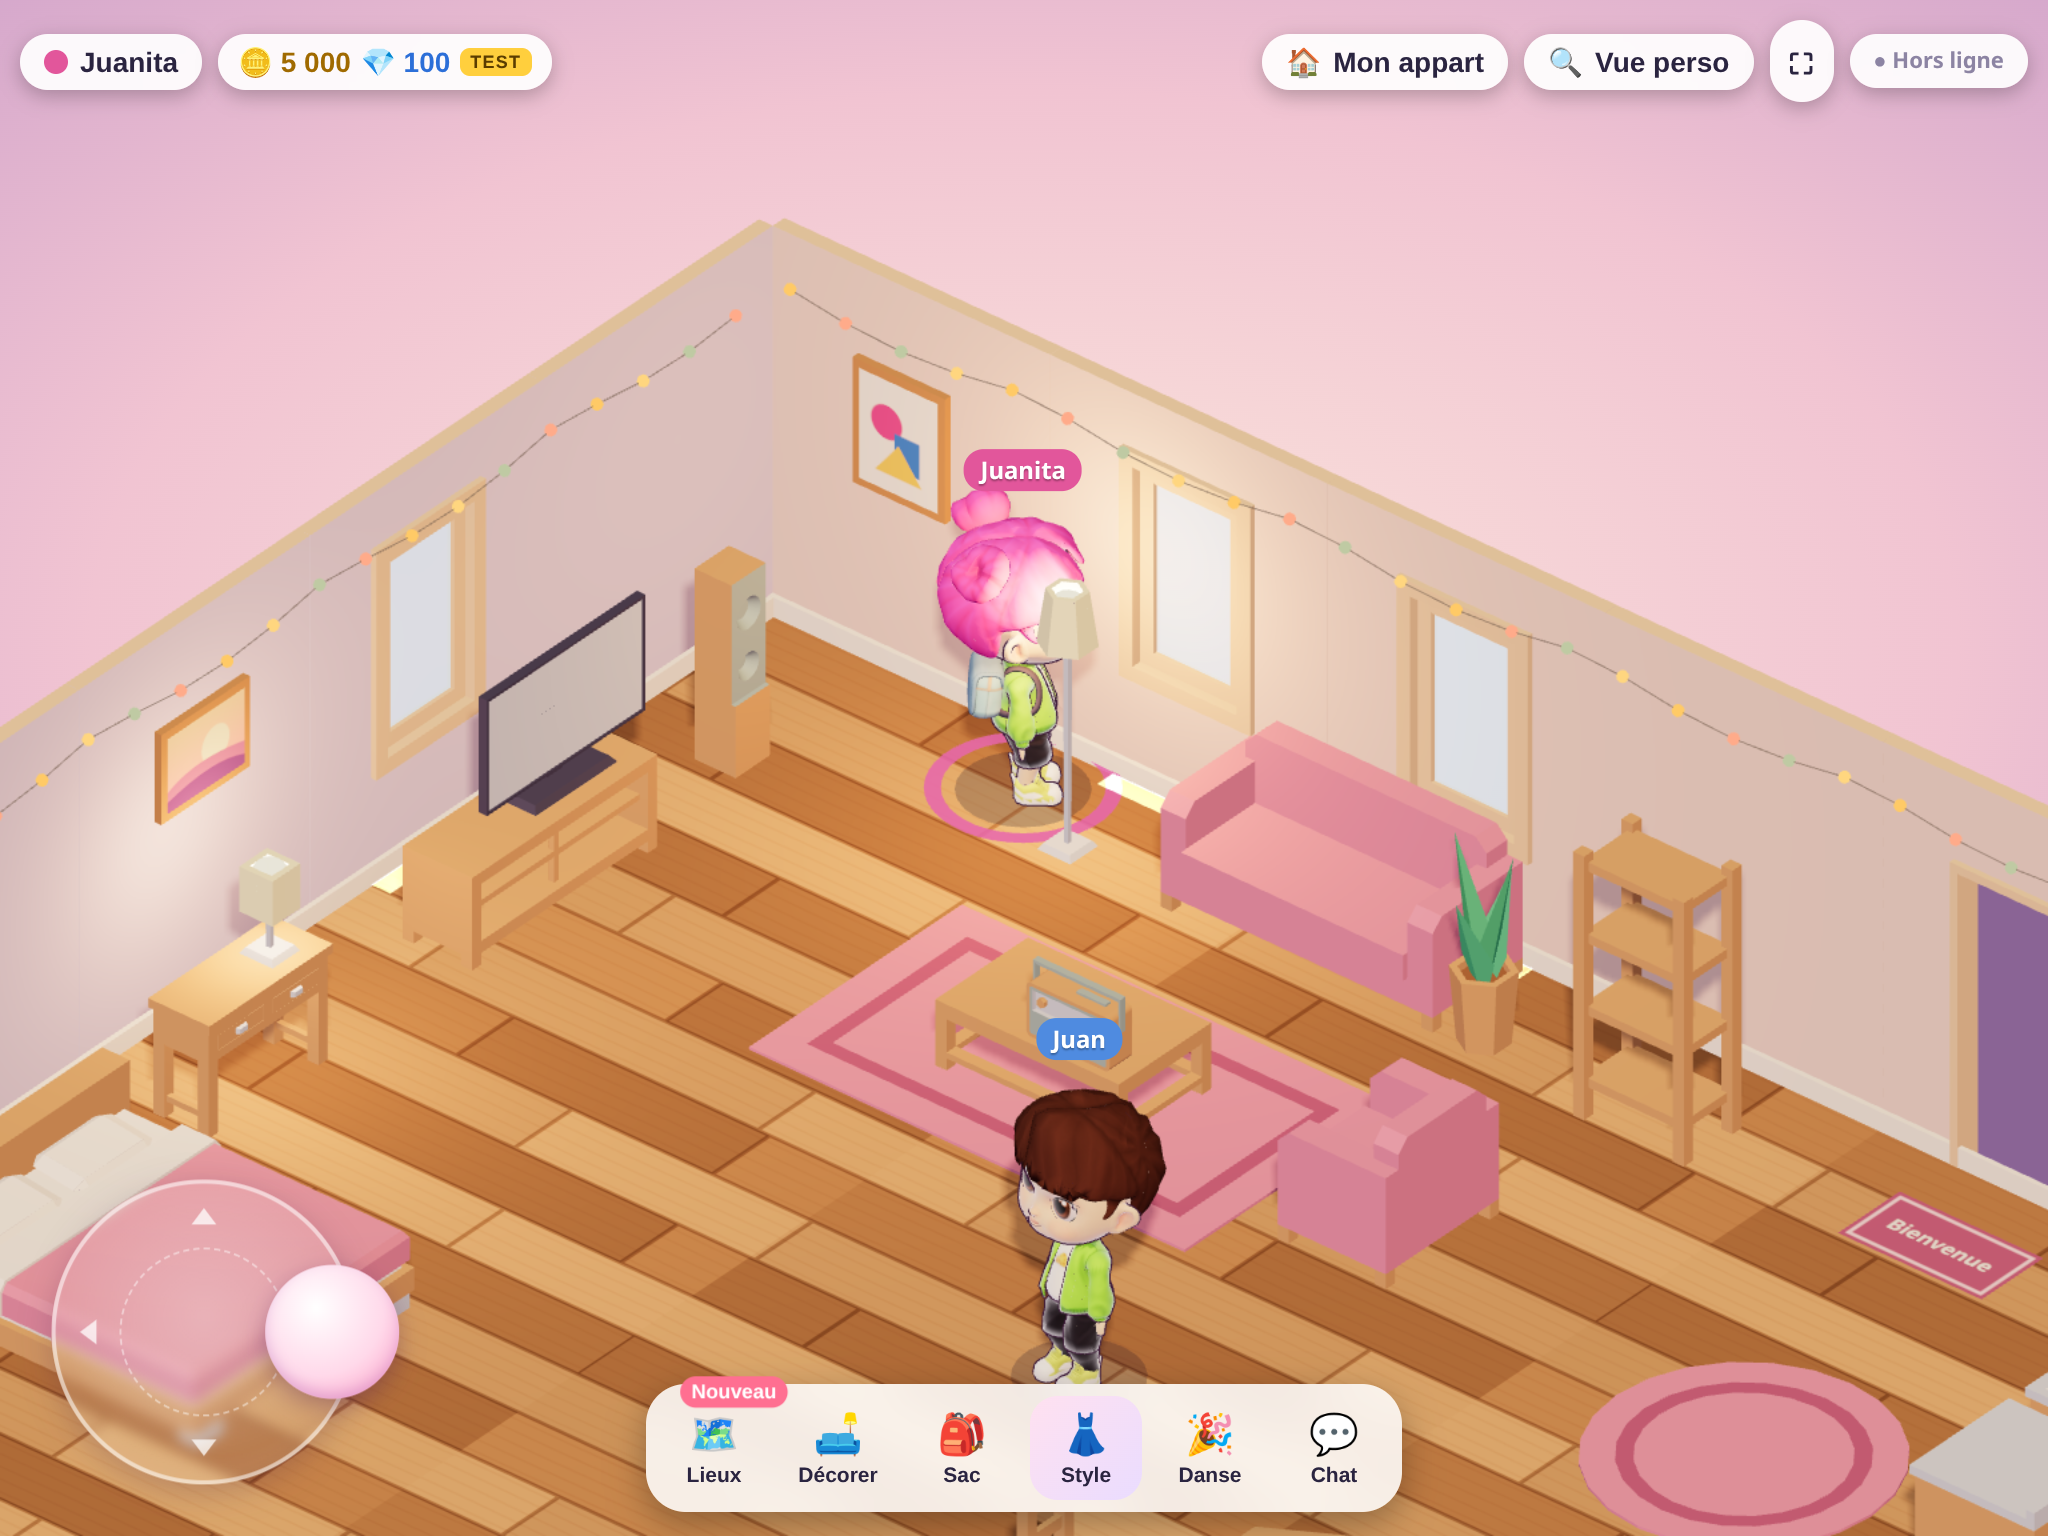 Juanita
5 000 100 TEST
Mon appart
Vue perso
Hors ligne
Juanita
Juan
Bienvenue
Nouveau
Lieux
Décorer
Sac
Style
Danse
Chat